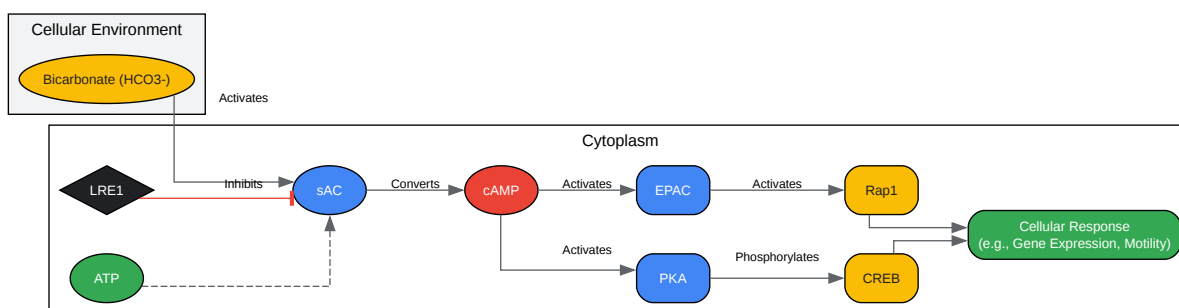 Cellular Environment
Bicarbonate (HCO3-)
Activates
Cytoplasm
LRE1
Inhibits
sAC
Converts
cAMP
Activates
EPAC
Activates
Rap1
Cellular Response
(e.g., Gene Expression, Motility)
ATP
Activates
PKA
Phosphorylates
CREB